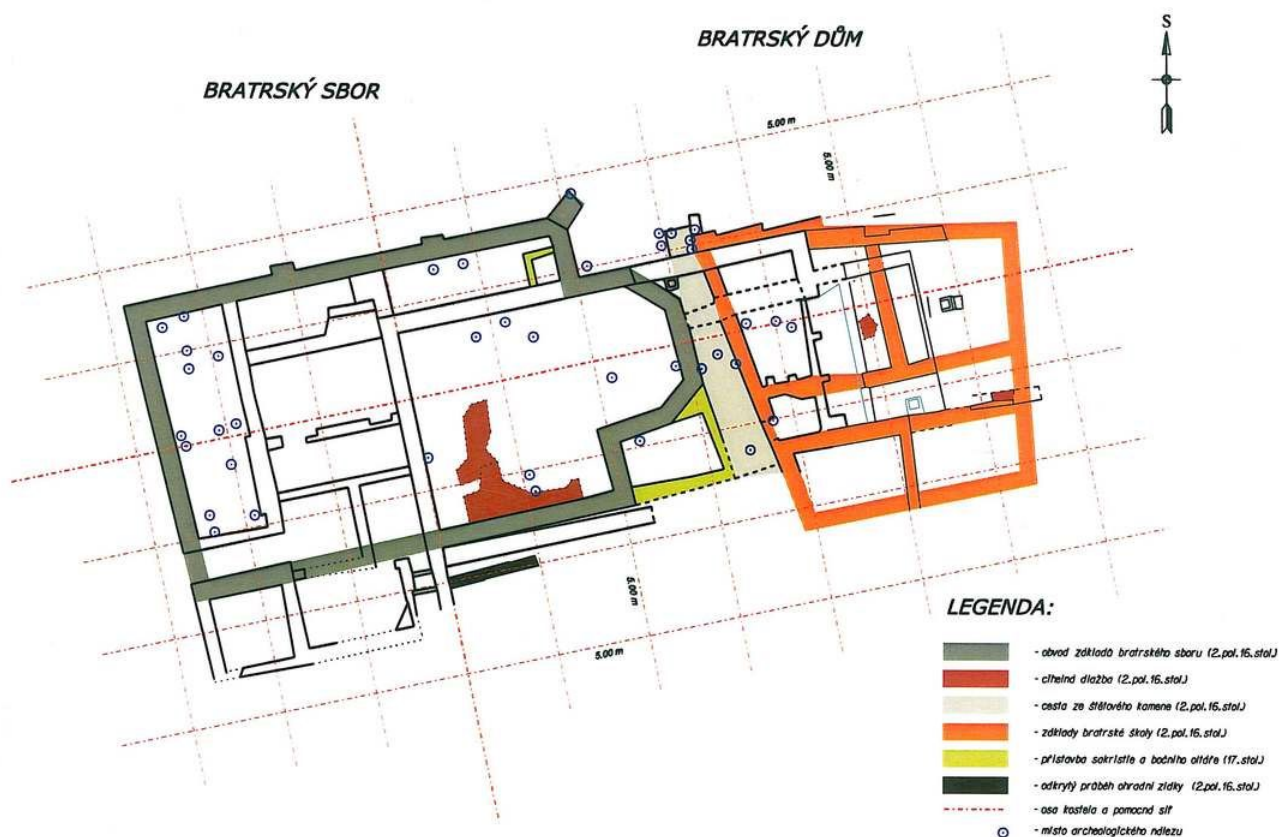 BRATRSKÝ DŮM
S
BRATRSKÝ SBOR
5.00 m
5.00 m
5.00 m
5.00 m
LEGENDA:
- obvod základů bratrského sboru (2.pol.16.stol.)
- cihelná dlažba (2.pol.16.stol.)
- cesta ze štětového kamene (2.pol.16.stol.)
- základy bratrské školy (2.pol.16.stol.)
- přístavba sakristie a bočního oltáře (17.stol.)
- odkrytý průběh ohradní zídky (2.pol.16.stol.)
- osa kostela a pomocná síť
- místo archeologického nálezu